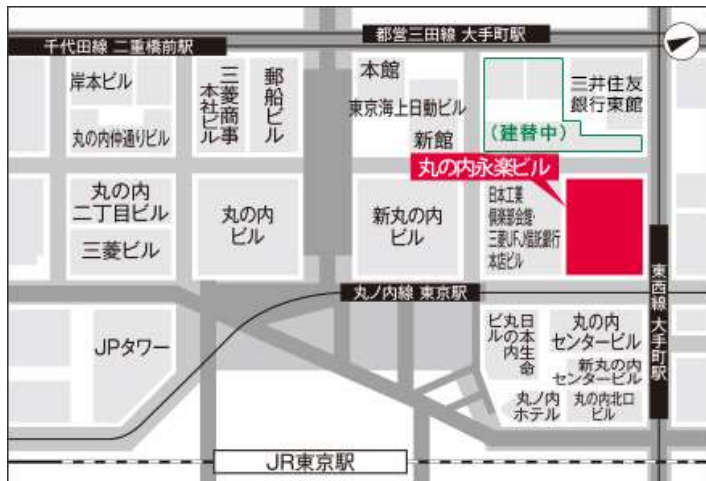 都営三田線 大手町駅
千代田線 二重橋前駅
岸本ビル
丸の内仲通りビル
三菱商事
本社ビル
郵船ビル
本館
東京海上日動ビル
新館
(建替中)
三井住友
銀行東館
丸の内永楽ビル
丸の内
二丁目ビル
三菱ビル
丸の内
ビル
新丸の内
ビル
日本工業
倶楽部会館・
三菱UFJ信託銀行
本店ビル
東西線 大手町駅
丸ノ内線 東京駅
JPタワー
日本生命
丸の内
ビル
丸の内
センタービル
新丸の内
センタービル
丸ノ内
ホテル
丸の内北口
ビル
JR東京駅